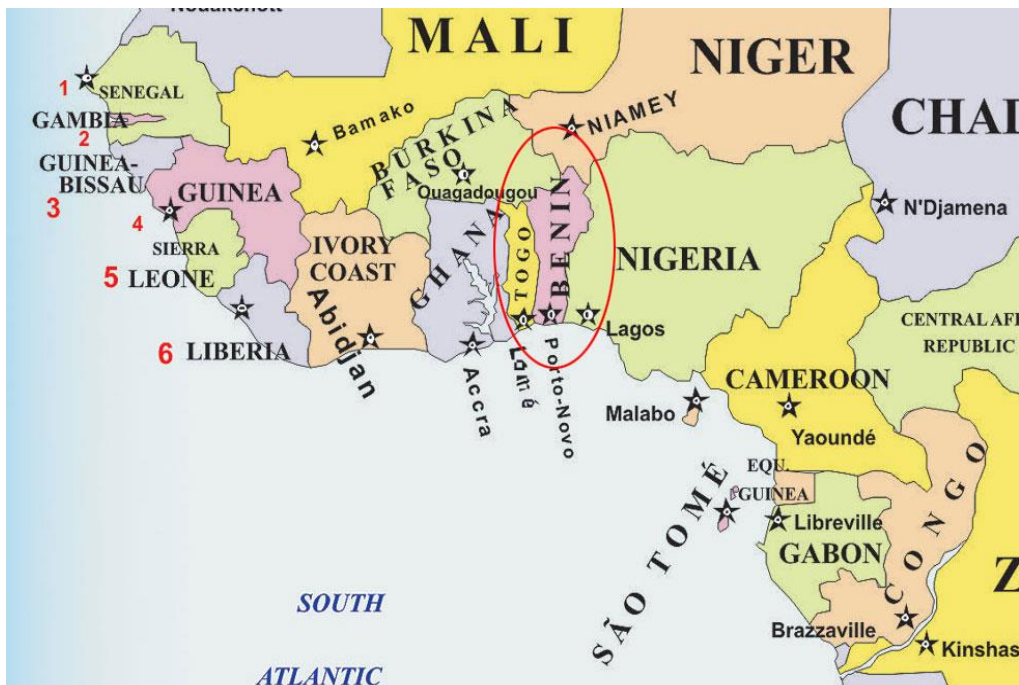 Nouakchott
MALI
NIGER
CHAD
1
SENEGAL
GAMBIA
2
GUINEA-
BISSAU
3
GUINEA
4
SIERRA
5 LEONE
6 LIBERIA
Bamako
BURKINA
FASO
Ouagadougou
NIAMEY
IVORY
COAST
Abidjan
GHANA
Accra
TOGO
Lomé
BENIN
Porto-Novo
NIGERIA
Lagos
N'Djamena
CENTRAL AFRI
REPUBLIC
CAMEROON
Yaoundé
Malabo
EQU.
GUINEA
SÃO TOMÉ
Libreville
GABON
CONGO
Brazzaville
Kinshas
Z
SOUTH
ATLANTIC